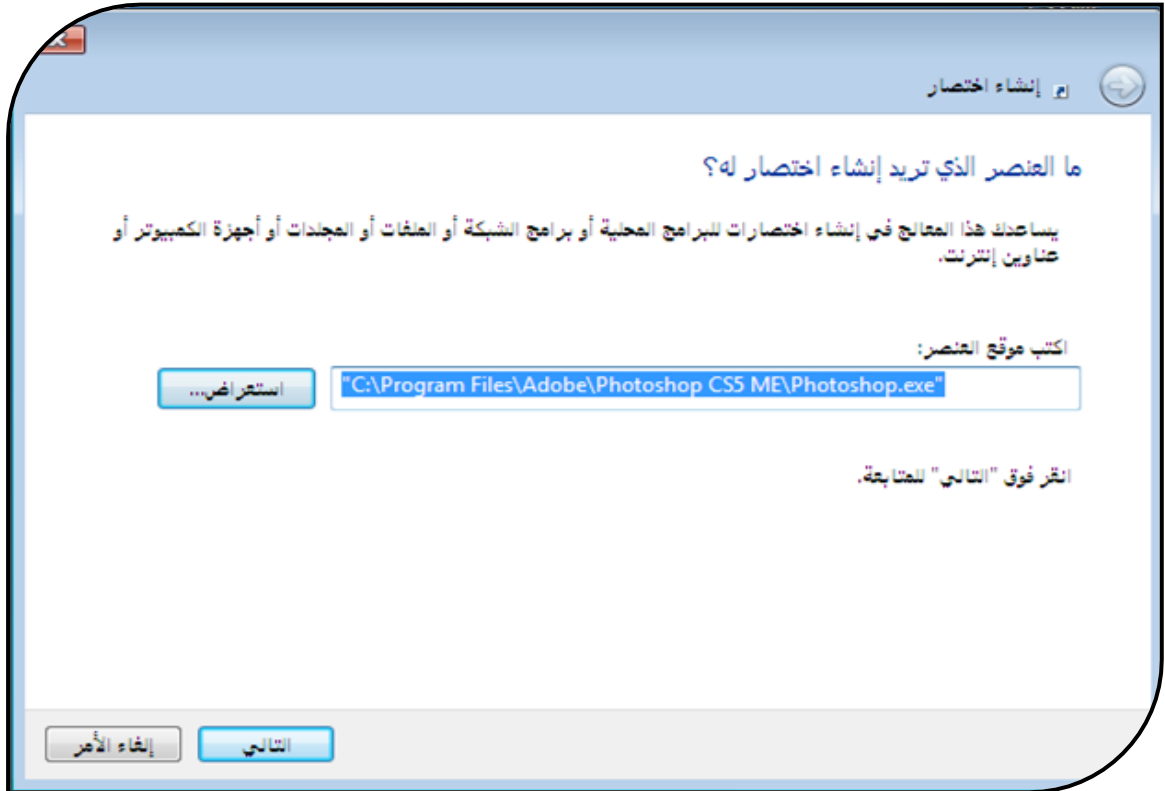 إنشاء اختصار
ما العنصر الذي تريد إنشاء اختصار له؟
يساعدك هذا المعالج في إنشاء اختصارات للبرامج المحلية أو برامج الشبكة أو الملفات أو المجلدات أو أجهزة الكمبيوتر أو
عناوين إنترنت.
اكتب موقع العنصر:
"C:\Program Files\Adobe\Photoshop CS5 ME\Photoshop.exe"
استعراض...
انقر فوق "التالي" للمتابعة.
التالي
إلغاء الأمر